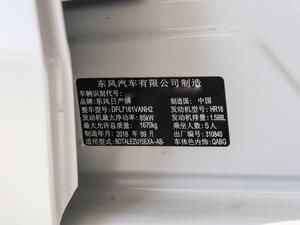 东风汽车有限公司制造
车辆识别代号:
品牌:东风日产牌 制造国: 中国
整车型号:DFL7161VANH2 发动机型号:HR16
发动机最大净功率: 85kW 发动机排量:1.598L
最大允许总质量: 1670kg 乘坐人数: 5人
制造年月:2018 年 09 月 出厂编号: 310840
适用型式:BDTALEZU15EXA-AB- 车体色内饰:QABG